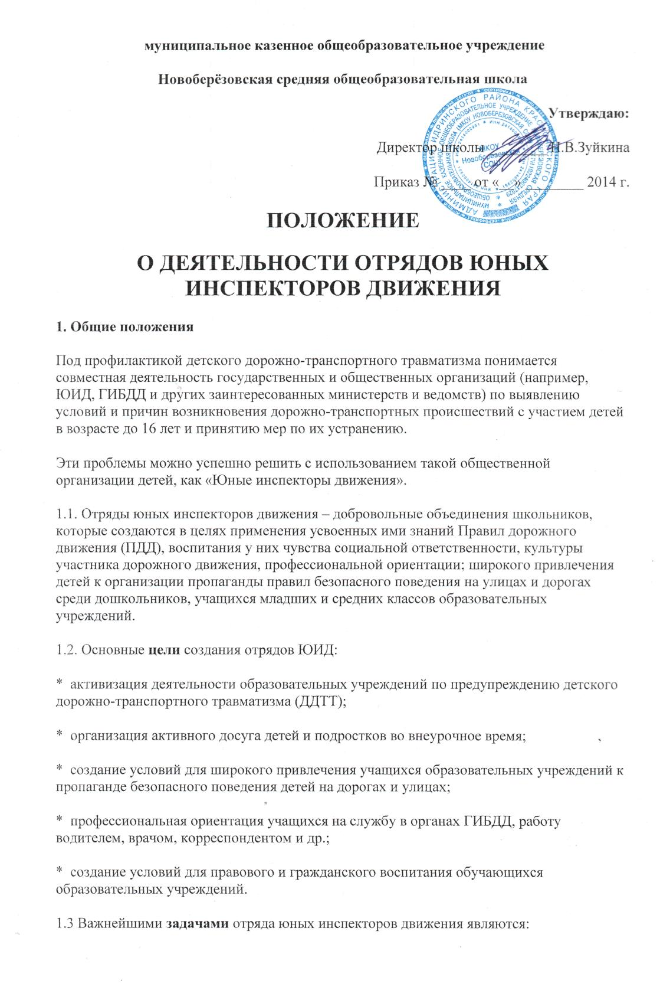 муниципальное казенное общеобразовательное учреждение
Новоберёзовская средняя общеобразовательная школа
Утверждаю:
Директор школы ________ Н.В.Зуйкина
Приказ № ____ от «__» ________ 2014 г.
МКОУ
Новоберезовская
СОШ
ПОЛОЖЕНИЕ
О ДЕЯТЕЛЬНОСТИ ОТРЯДОВ ЮНЫХ
ИНСПЕКТОРОВ ДВИЖЕНИЯ
1. Общие положения
Под профилактикой детского дорожно-транспортного травматизма понимается
совместная деятельность государственных и общественных организаций (например,
ЮИД, ГИБДД и других заинтересованных министерств и ведомств) по выявлению
условий и причин возникновения дорожно-транспортных происшествий с участием детей
в возрасте до 16 лет и принятию мер по их устранению.
Эти проблемы можно успешно решить с использованием такой общественной
организации детей, как «Юные инспекторы движения».
1.1. Отряды юных инспекторов движения – добровольные объединения школьников,
которые создаются в целях применения усвоенных ими знаний Правил дорожного
движения (ПДД), воспитания у них чувства социальной ответственности, культуры
участника дорожного движения, профессиональной ориентации; широкого привлечения
детей к организации пропаганды правил безопасного поведения на улицах и дорогах
среди дошкольников, учащихся младших и средних классов образовательных
учреждений.
1.2. Основные цели создания отрядов ЮИД:
* активизация деятельности образовательных учреждений по предупреждению детского
дорожно-транспортного травматизма (ДДТТ);
* организация активного досуга детей и подростков во внеурочное время;
* создание условий для широкого привлечения учащихся образовательных учреждений к
пропаганде безопасного поведения детей на дорогах и улицах;
* профессиональная ориентация учащихся на службу в органах ГИБДД, работу
водителем, врачом, корреспондентом и др.;
* создание условий для правового и гражданского воспитания обучающихся
образовательных учреждений.
1.3 Важнейшими задачами отряда юных инспекторов движения являются: